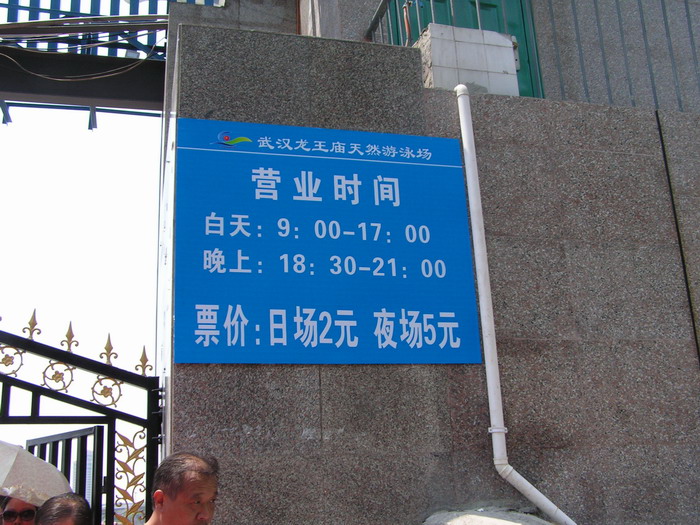 武汉龙王庙天然游泳场
营业时间
白天: 9: 00-17: 00
晚上: 18: 30-21: 00
票价: 日场2元 夜场5元